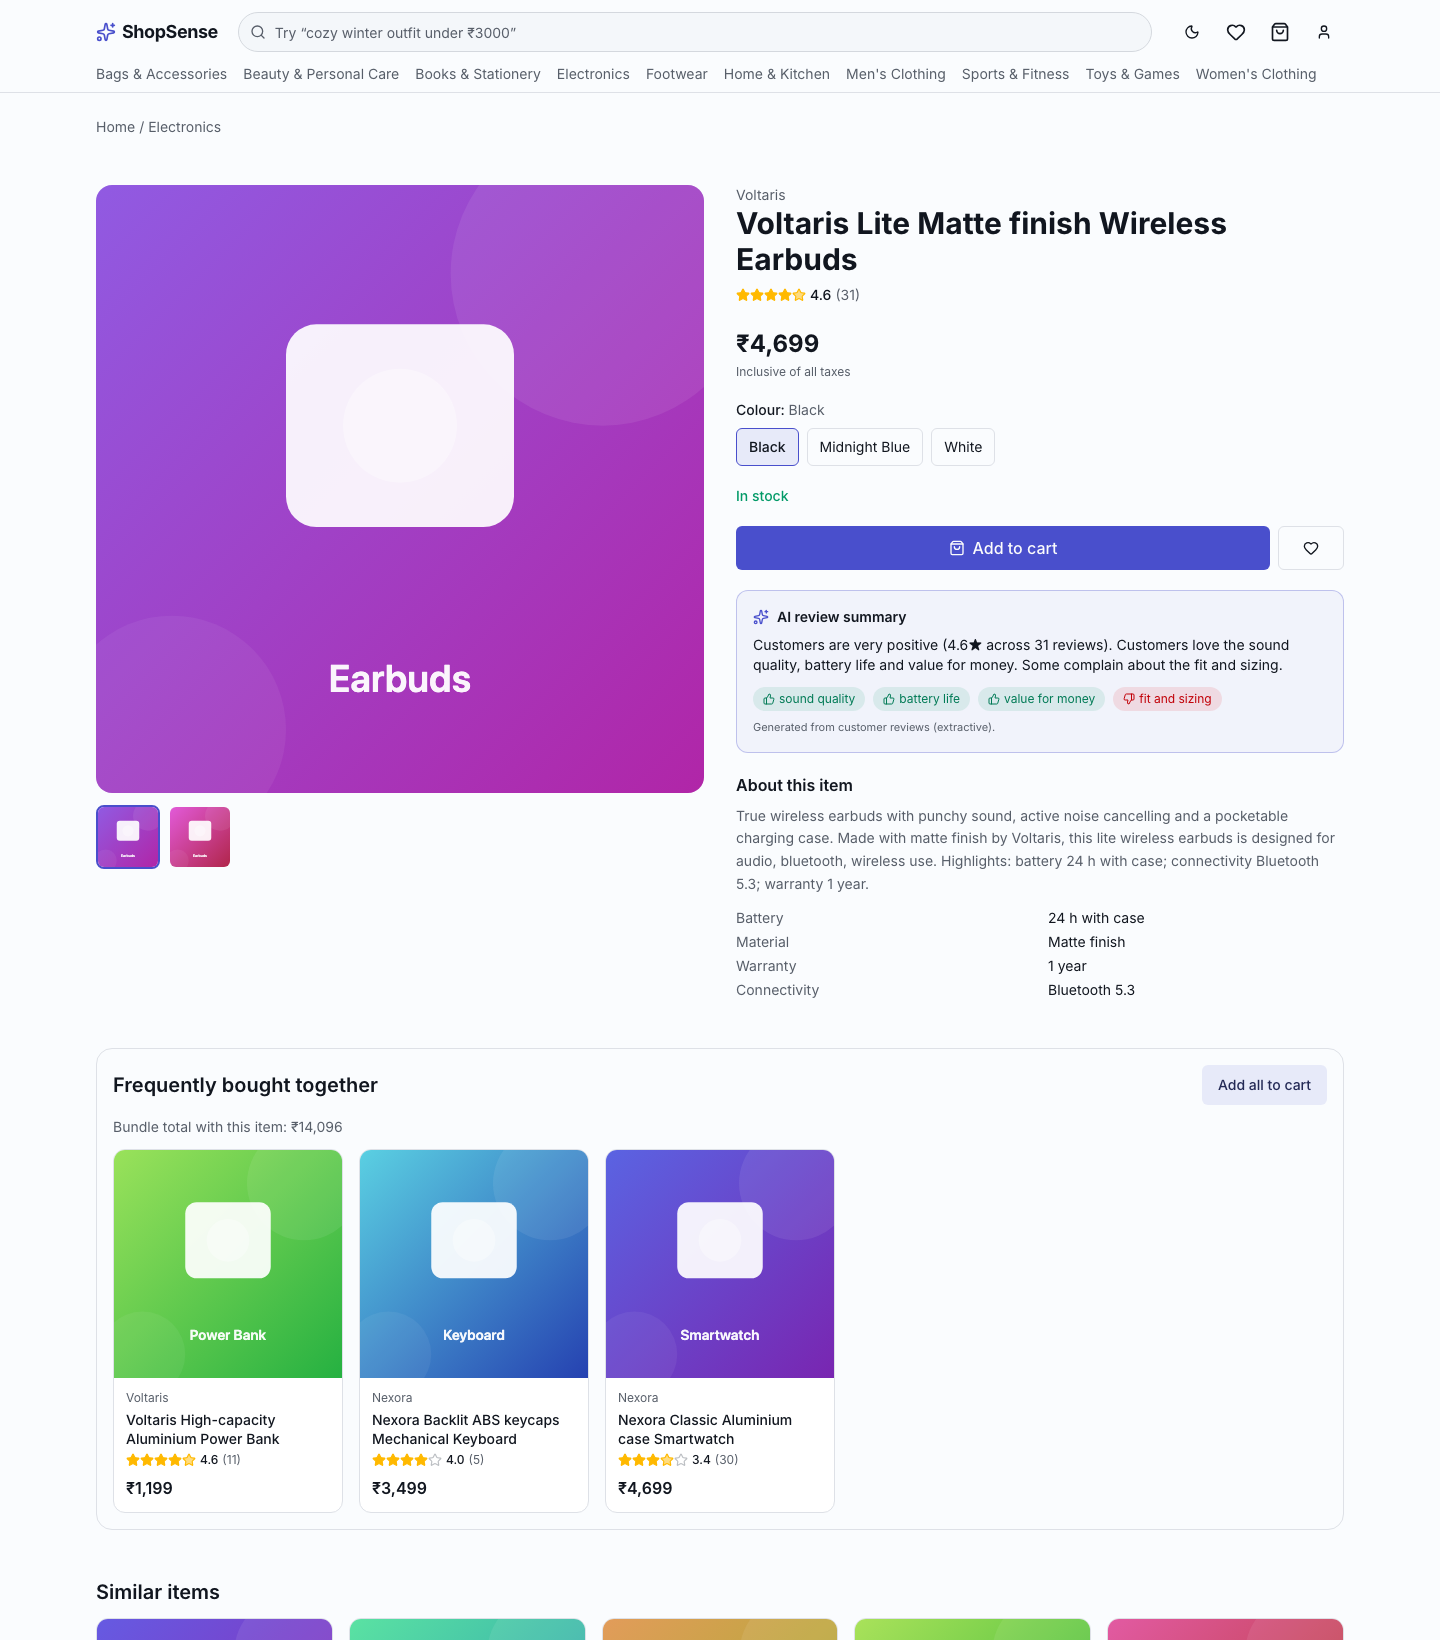 ShopSense
Try “cozy winter outfit under ₹3000”
Bags & Accessories Beauty & Personal Care Books & Stationery Electronics Footwear Home & Kitchen Men's Clothing Sports & Fitness Toys & Games Women's Clothing
Home / Electronics
Earbuds
Earbuds Earbuds
Voltaris
Voltaris Lite Matte finish Wireless
Earbuds
4.6 (31)
₹4,699
Inclusive of all taxes
Colour: Black
Black Midnight Blue White
In stock
Add to cart
AI review summary
Customers are very positive (4.6★ across 31 reviews). Customers love the sound
quality, battery life and value for money. Some complain about the fit and sizing.
sound quality battery life value for money fit and sizing
Generated from customer reviews (extractive).
About this item
True wireless earbuds with punchy sound, active noise cancelling and a pocketable
charging case. Made with matte finish by Voltaris, this lite wireless earbuds is designed for
audio, bluetooth, wireless use. Highlights: battery 24 h with case; connectivity Bluetooth
5.3; warranty 1 year.
Battery 24 h with case
Material Matte finish
Warranty 1 year
Connectivity Bluetooth 5.3
Frequently bought together
Add all to cart
Bundle total with this item: ₹14,096
Power Bank
Voltaris
Voltaris High-capacity
Aluminium Power Bank
4.6 (11)
₹1,199
Keyboard
Nexora
Nexora Backlit ABS keycaps
Mechanical Keyboard
4.0 (5)
₹3,499
Smartwatch
Nexora
Nexora Classic Aluminium
case Smartwatch
3.4 (30)
₹4,699
Similar items